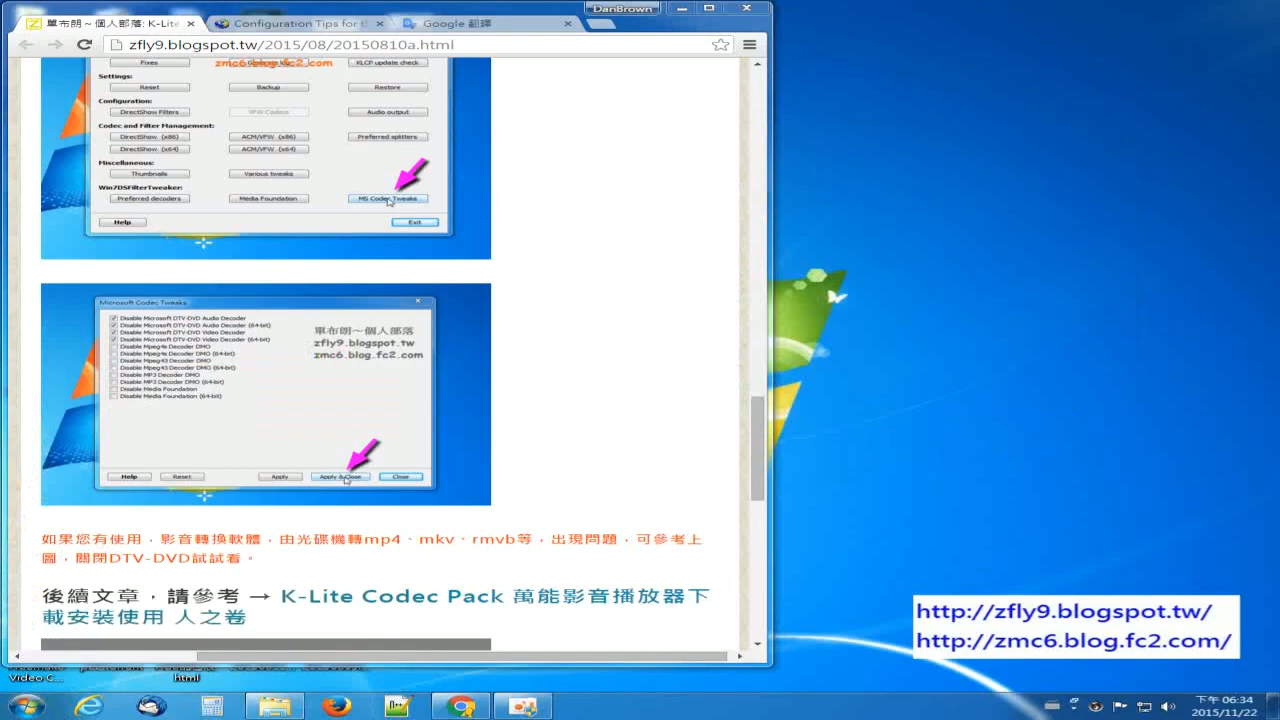 DanBrown
單布朗～個人部落: K-Lite
Configuration Tips for E
Google 翻譯
zfly9.blogspot.tw/2015/08/20150810a.html
Fixes
zmc6.blog.fc2.com
KLCP update check
Settings:
Reset
Backup
Restore
Configuration:
DirectShow Filters
VFW Codecs
Audio output
Codec and Filter Management:
DirectShow (x86)
ACM/VFW (x86)
Preferred splitters
DirectShow (x64)
ACM/VFW (x64)
Miscellaneous:
Thumbnails
Various tweaks
Win7DSFilterTweaker:
Preferred decoders
Media Foundation
MS Codec Tweaks
Help
Exit
Microsoft Codec Tweaks
Disable Microsoft DTV-DVD Audio Decoder
Disable Microsoft DTV-DVD Audio Decoder (64-bit)
Disable Microsoft DTV-DVD Video Decoder
Disable Microsoft DTV-DVD Video Decoder (64-bit)
Disable Mpeg4s Decoder DMO
Disable Mpeg4s Decoder DMO (64-bit)
Disable Mpeg43 Decoder DMO
Disable Mpeg43 Decoder DMO (64-bit)
Disable MP3 Decoder DMO
Disable MP3 Decoder DMO (64-bit)
Disable Media Foundation
Disable Media Foundation (64-bit)
單布朗～個人部落
zfly9.blogspot.tw
zmc6.blog.fc2.com
Help
Reset
Apply
Apply & Close
Close
如果您有使用，影音轉換軟體，由光碟機轉mp4、mkv、rmvb等，出現問題，可參考上
圖，關閉DTV-DVD試試看。
後續文章，請參考 → K-Lite Codec Pack 萬能影音播放器下
載安裝使用 人之卷
http://zfly9.blogspot.tw/
http://zmc6.blog.fc2.com/
Video C...
html
下午 06:34
2015/11/22